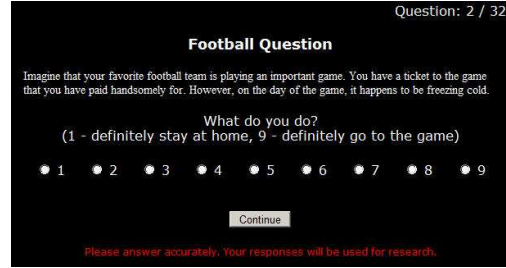 Question: 2 / 32
Football Question
Imagine that your favorite football team is playing an important game. You have a ticket to the game
that you have paid handsomely for. However, on the day of the game, it happens to be freezing cold.
What do you do?
(1 - definitely stay at home, 9 - definitely go to the game)
1 2 3 4 5 6 7 8 9
Continue
Please answer accurately. Your responses will be used for research.